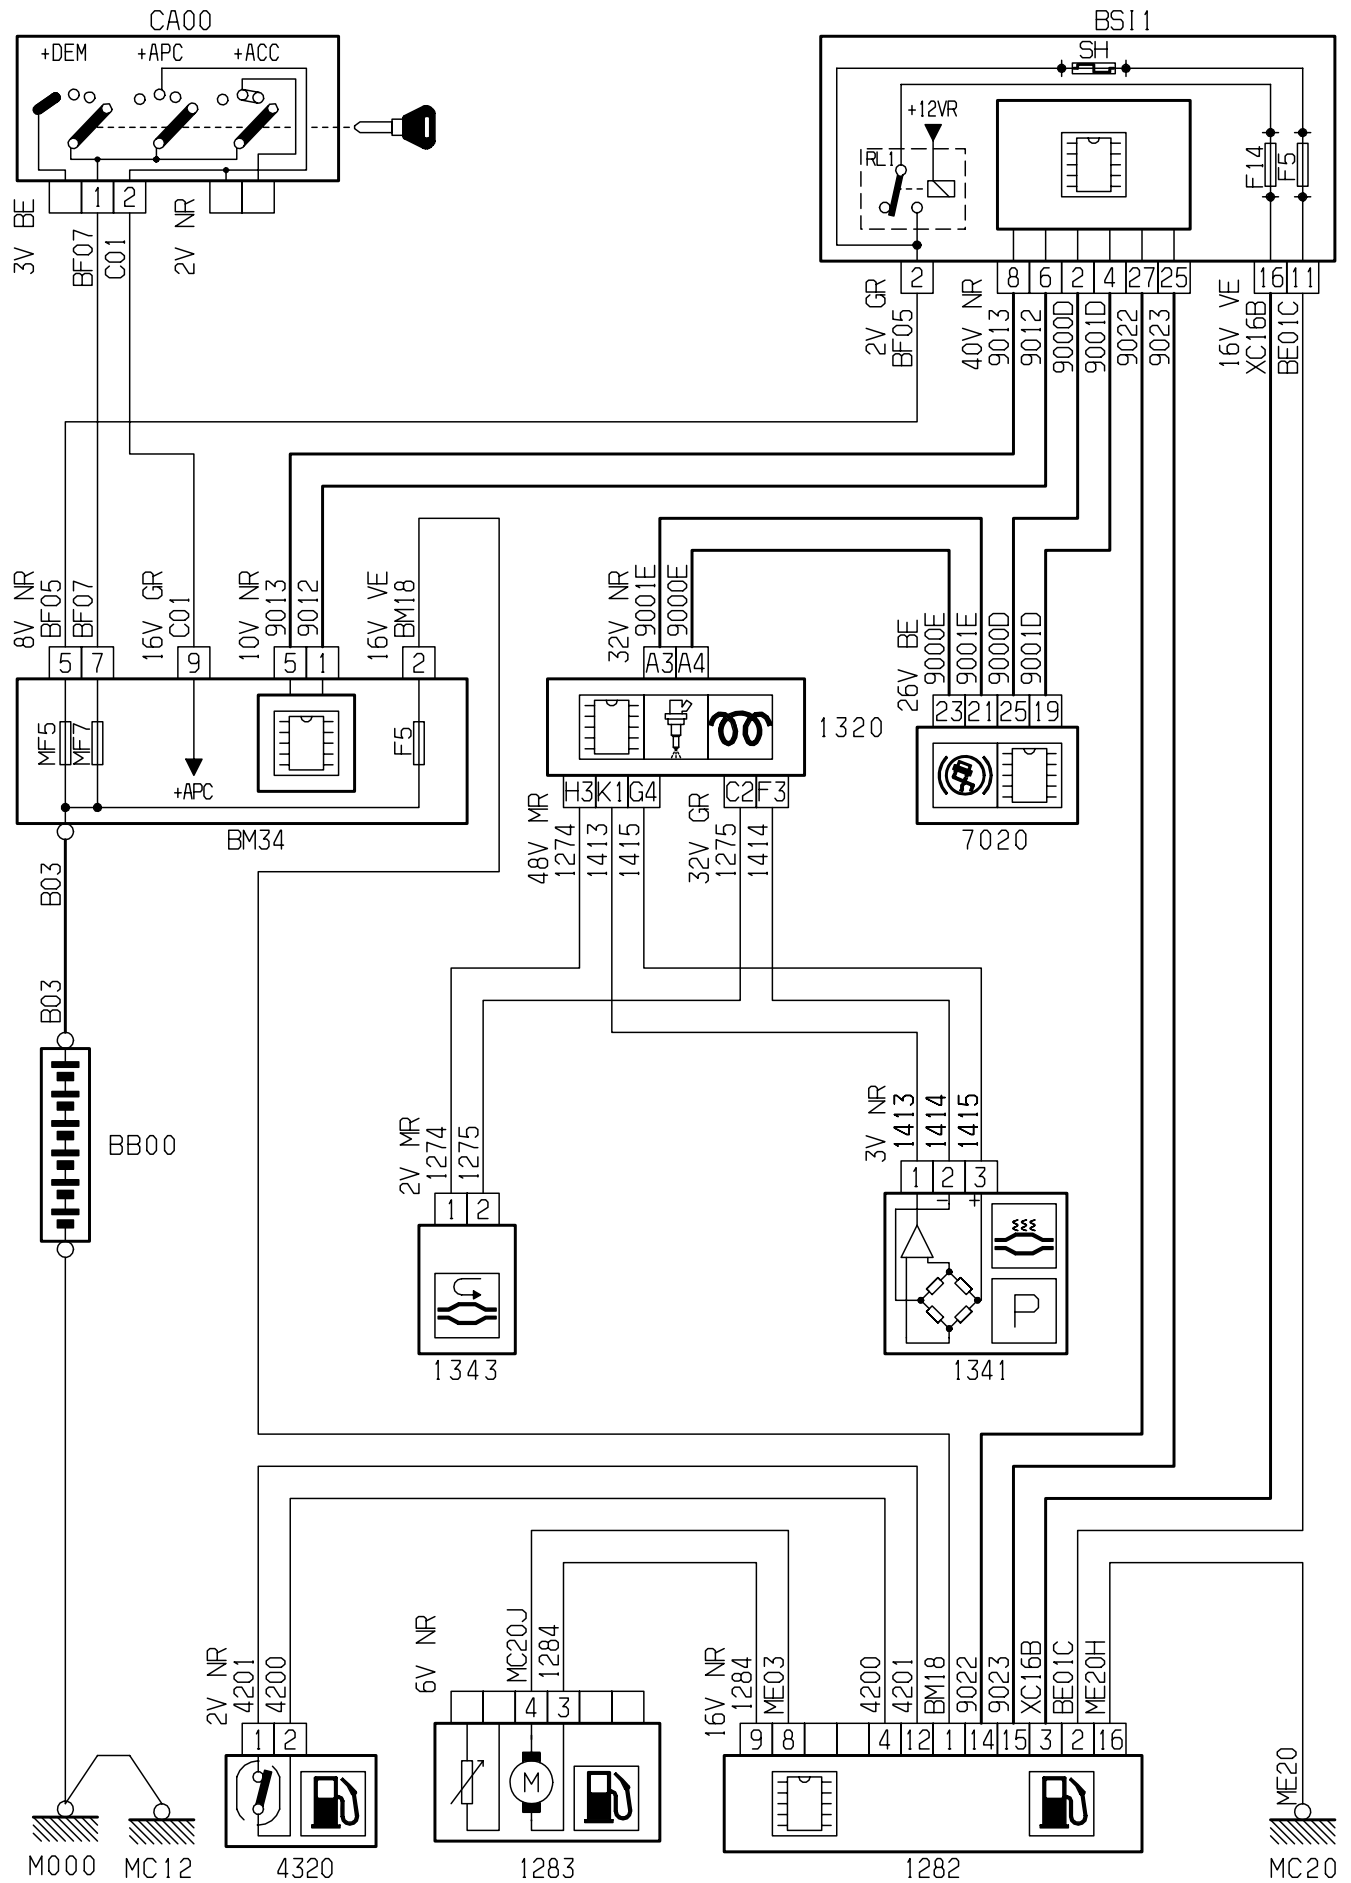 CA00
BSI1
+DEM +APC +ACC
SH
+12VR
RL1
F14
F5
1 2
2 8 6 2 4 27 25 16 11
3V BE
BF07
C01
2V NR
2V GR
BF05
40V NR
9013
9012
9000D
9001D
9022
9023
16V VE
XC16B
BE01C
8V NR
BF05
BF07
16V GR
C01
10V NR
9013
9012
16V VE
BM18
32V NR
9001E
9000E
26V BE
9000E
9001E
9000D
9001D
5 7 9 5 1 2
A3 A4
23 21 25 19
MF5
MF7
+APC
F5
BM34
1320
7020
H3 K1 G4 C2 F3
48V MR
1274
1413
1415
32V GR
1275
1414
B03
B03
BB00
2V MR
1274
1275
3V NR
1413
1414
1415
1 2
1 2 3
- +
P
1343
1341
2V NR
4201
4200
6V NR
MC20J
1284
16V NR
1284
ME03
4200
4201
BM18
9022
9023
XC16B
BE01C
ME20H
ME20
1 2
4 3
9 8 4 12 1 14 15 3 2 16
M
M000
MC12
4320
1283
1282
MC20